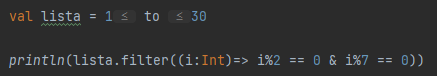 val lista = 1 ≤ to ≤ 30
println(lista.filter((i:Int)=> i%2 == 0 & i%7 == 0))